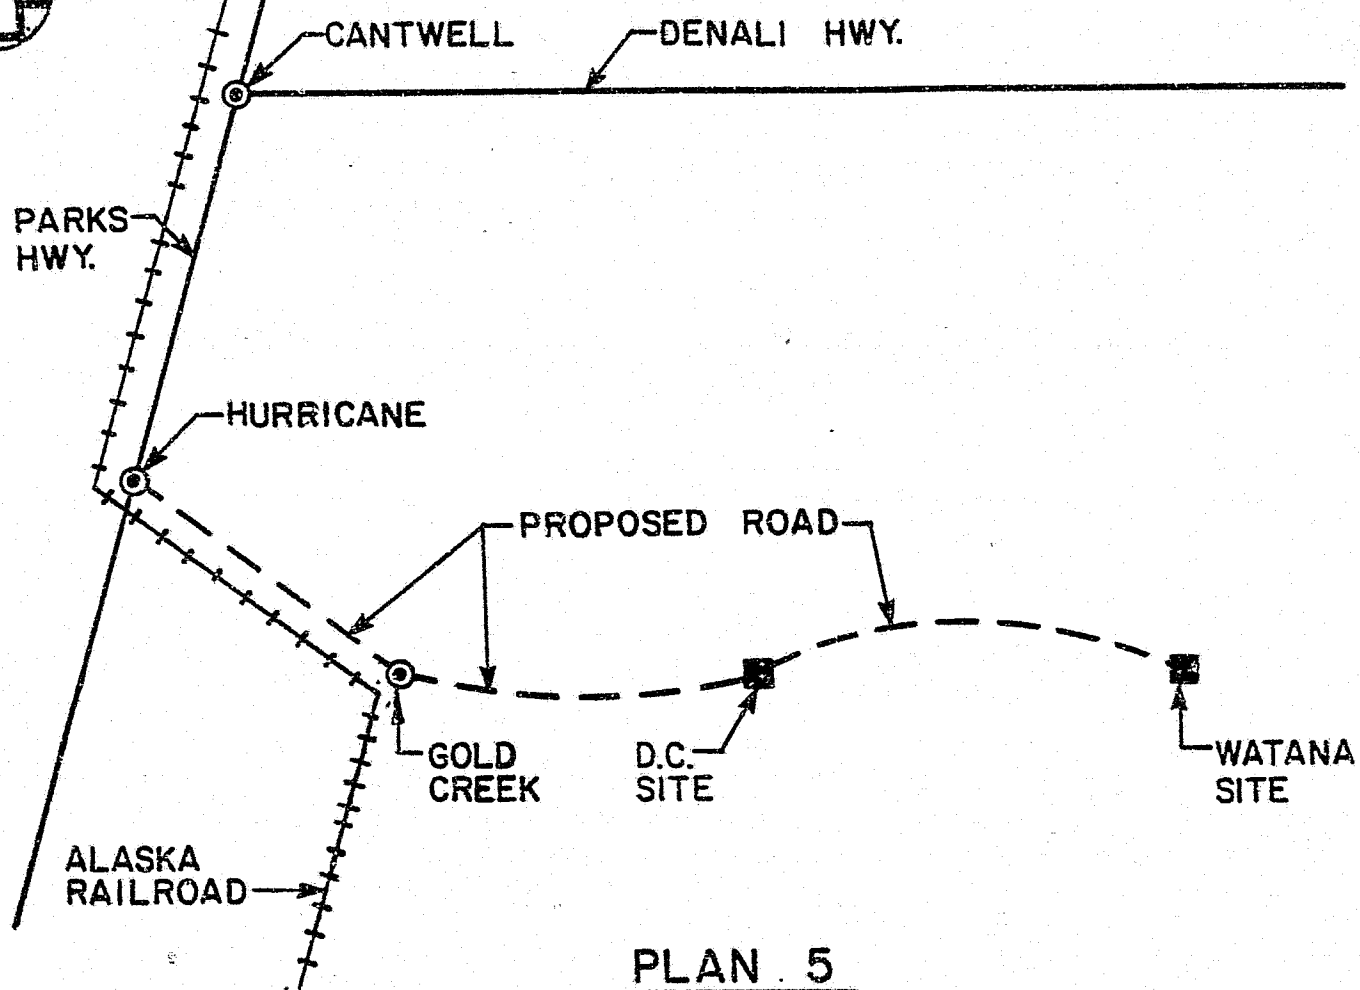 CANTWELL
DENALI HWY.
PARKS
HWY.
HURRICANE
PROPOSED ROAD
GOLD
CREEK
D.C.
SITE
WATANA
SITE
ALASKA
RAILROAD
PLAN 5